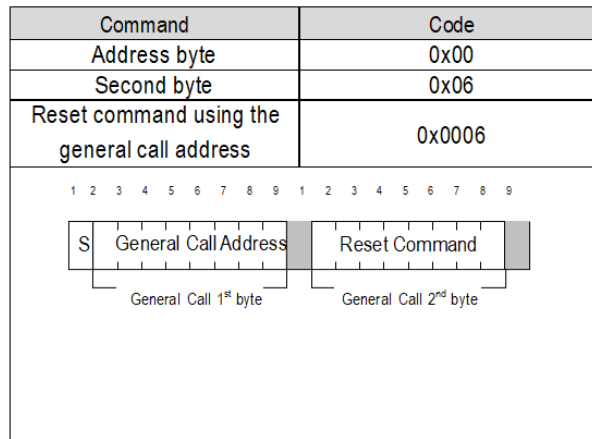 Command Code
Address byte 0x00
Second byte 0x06
Reset command using the
general call address 0x0006
1 2 3 4 5 6 7 8 9 1 2 3 4 5 6 7 8 9
S General Call Address Reset Command
General Call 1st byte General Call 2nd byte